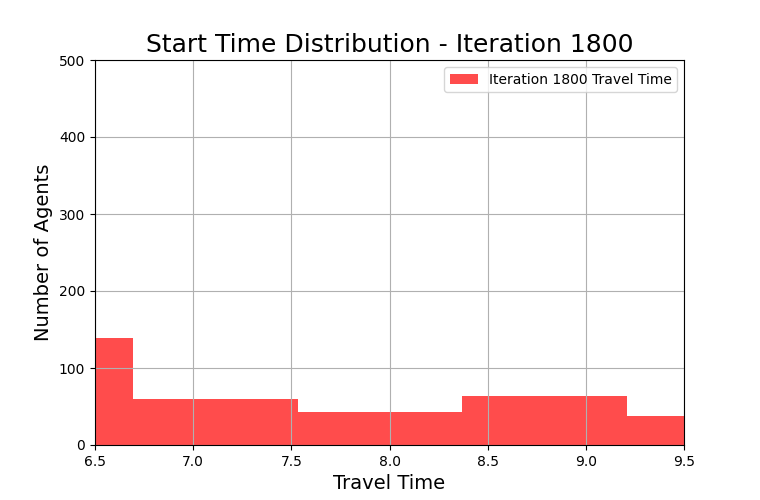 Start Time Distribution - Iteration 1800
Iteration 1800 Travel Time
Number of Agents
500
400
300
200
100
0
6.5 7.0 7.5 8.0 8.5 9.0 9.5
Travel Time